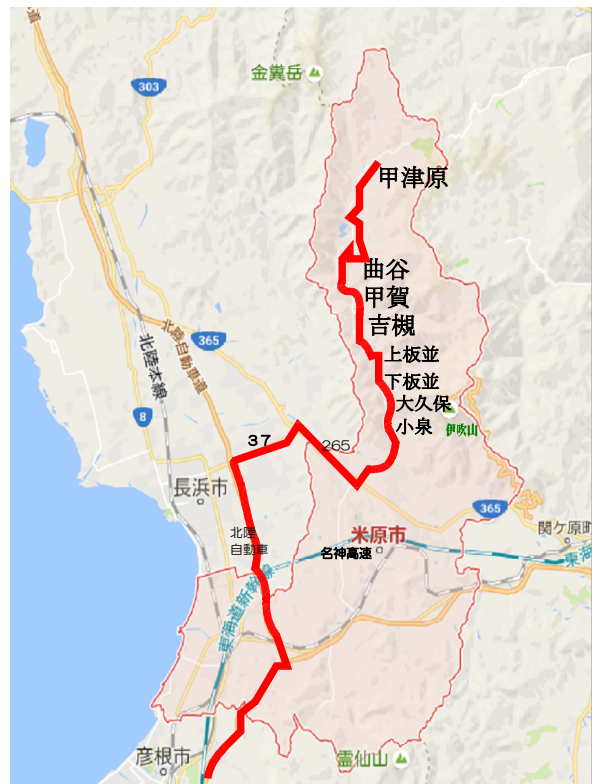 金糞岳
303
甲津原
曲谷
甲賀
吉槻
365
北陸自動車道
北陸本線
上板並
下板並
大久保
小泉
伊吹山
8
37
265
長浜市
365
北陸
自動車
米原市
関ケ原町
名神高速
東海
東海道新幹線
彦根市
霊仙山